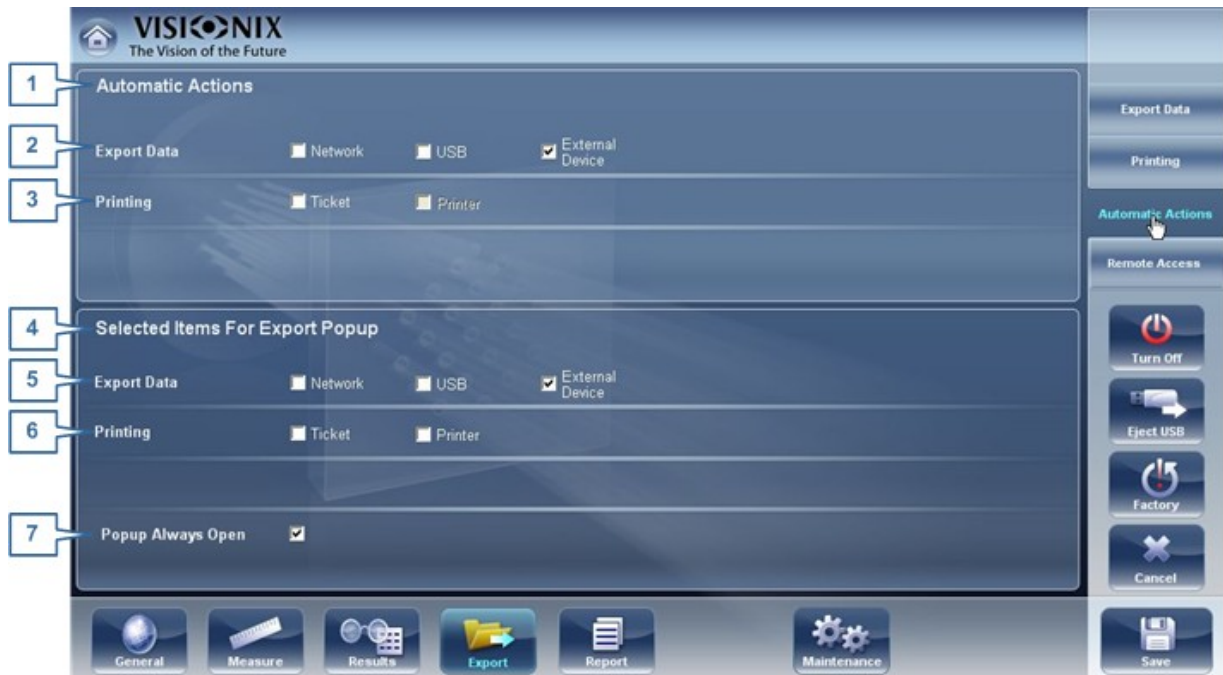 VISIONIX
The Vision of the Future
1 Automatic Actions
2 Export Data Network USB External Device
3 Printing Ticket Printer
4 Selected Items For Export Popup
5 Export Data Network USB External Device
6 Printing Ticket Printer
7 Popup Always Open
Export Data
Printing
Automatic Actions
Remote Access
Turn Off
Eject USB
Factory
Cancel
General Measure Results Export Report Maintenance Save